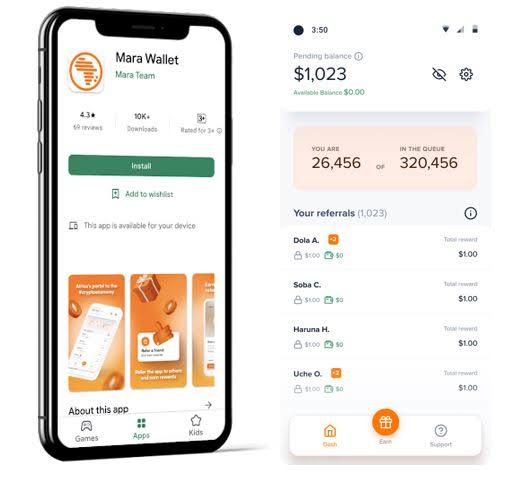 Mara Wallet
Mara Team
4.3★
69 reviews
10K+
Downloads
3+
Rated for 3+
Install
Add to wishlist
This app is available for your device
Africa's portal to the
#cryptoeconomy
Refer a friend
Refer the app to others
and earn rewards
About this app
Games
Apps
Kids
3:50
Pending balance
$1,023
Available Balance $0.00
YOU ARE
26,456
OF
IN THE QUEUE
320,456
Your referrals (1,023)
Dola A. +2
Total reward
$1.00 $0
$1.00
Soba C.
Total reward
$1.00 $0
$1.00
Haruna H.
Total reward
$1.00 $0
$1.00
Uche O. +2
Total reward
$1.00 $0
$1.00
Dash
Earn
Support